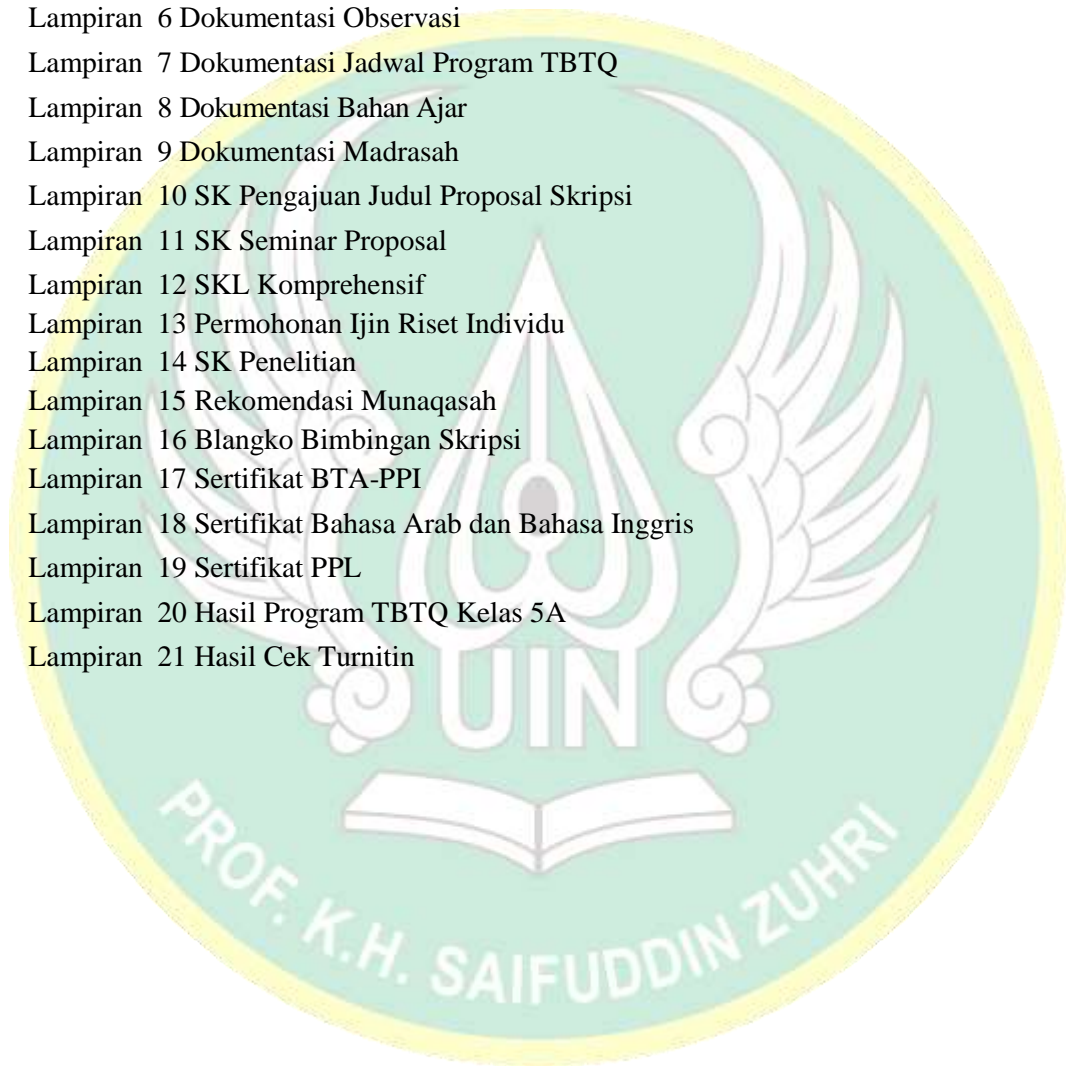 Lampiran 6 Dokumentasi Observasi
Lampiran 7 Dokumentasi Jadwal Program TBTQ
Lampiran 8 Dokumentasi Bahan Ajar
Lampiran 9 Dokumentasi Madrasah
Lampiran 10 SK Pengajuan Judul Proposal Skripsi
Lampiran 11 SK Seminar Proposal
Lampiran 12 SKL Komprehensif
Lampiran 13 Permohonan Ijin Riset Individu
Lampiran 14 SK Penelitian
Lampiran 15 Rekomendasi Munaqasah
Lampiran 16 Blangko Bimbingan Skripsi
Lampiran 17 Sertifikat BTA-PPI
Lampiran 18 Sertifikat Bahasa Arab dan Bahasa Inggris
Lampiran 19 Sertifikat PPL
Lampiran 20 Hasil Program TBTQ Kelas 5A
Lampiran 21 Hasil Cek Turnitin
UIN
PROF. K.H. SAIFUDDIN ZUHRI